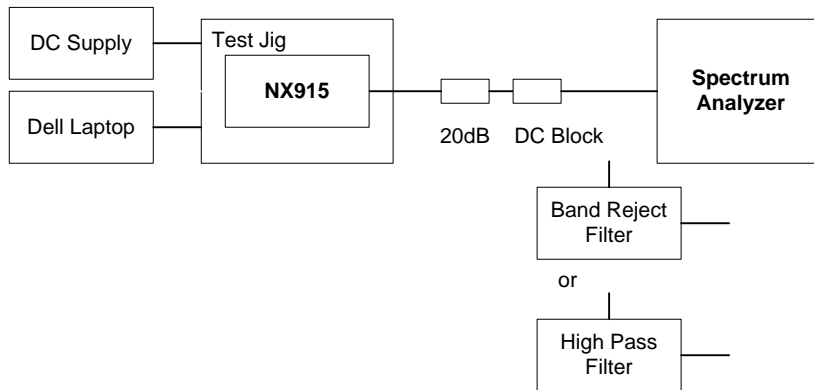 DC Supply
Test Jig
NX915
Dell Laptop
20dB
DC Block
Spectrum
Analyzer
Band Reject
Filter
or
High Pass
Filter